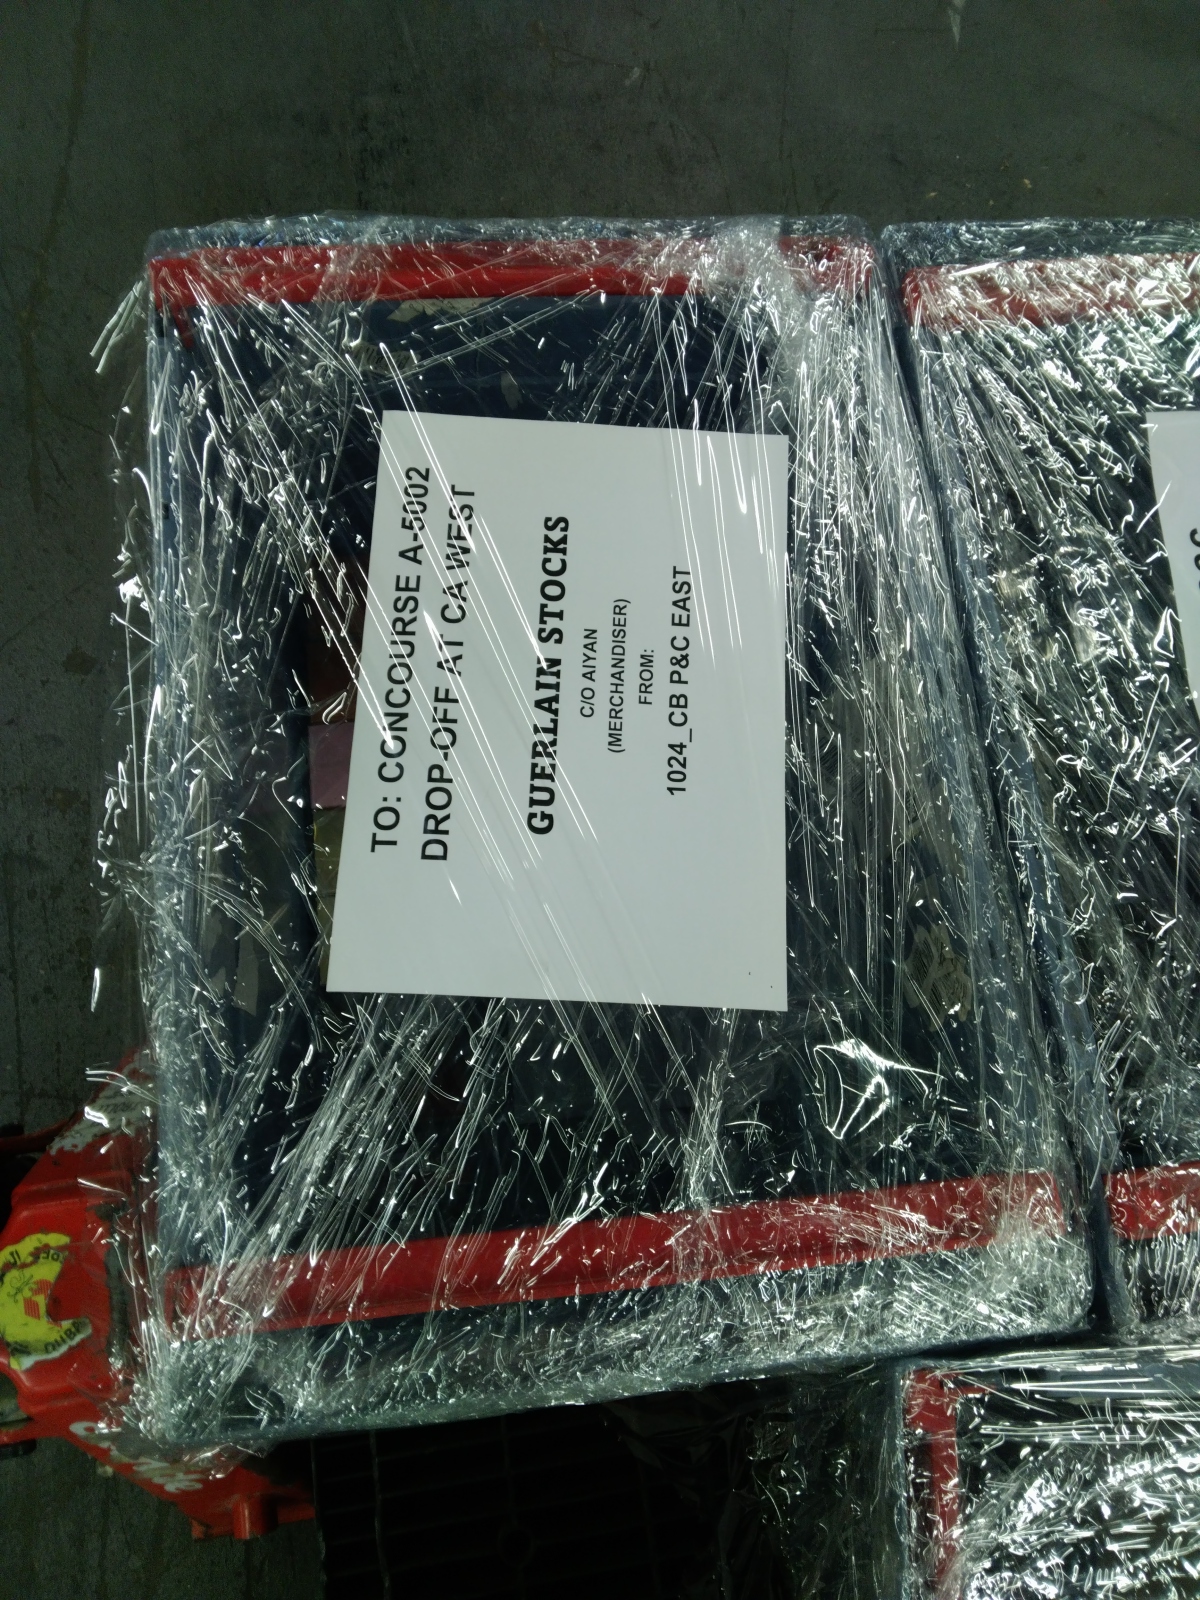 TO: CONCOURSE A-5002
DROP-OFF AT CA WEST
GUERLAIN STOCKS
C/O AIYAN
(MERCHANDISER)
FROM:
1024_CB P&C EAST